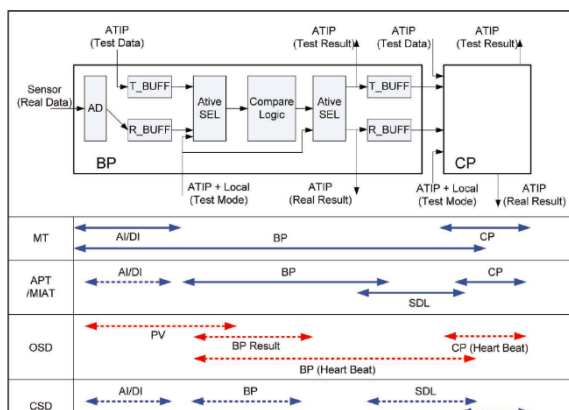 ATIP
(Test Data)
ATIP
(Test Result)
ATIP
(Test Data)
ATIP
(Test Result)
Sensor
(Real Data)
AD
T_BUFF
R_BUFF
Ative
SEL
Compare
Logic
Ative
SEL
T_BUFF
R_BUFF
BP
CP
ATIP + Local
(Test Mode)
ATIP
(Real Result)
ATIP + Local
(Test Mode)
ATIP
(Real Result)
MT
AI/DI
BP
CP
APT
/MIAT
AI/DI
BP
CP
SDL
OSD
PV
BP Result
CP (Heart Beat)
BP (Heart Beat)
CSD
AI/DI
BP
SDL